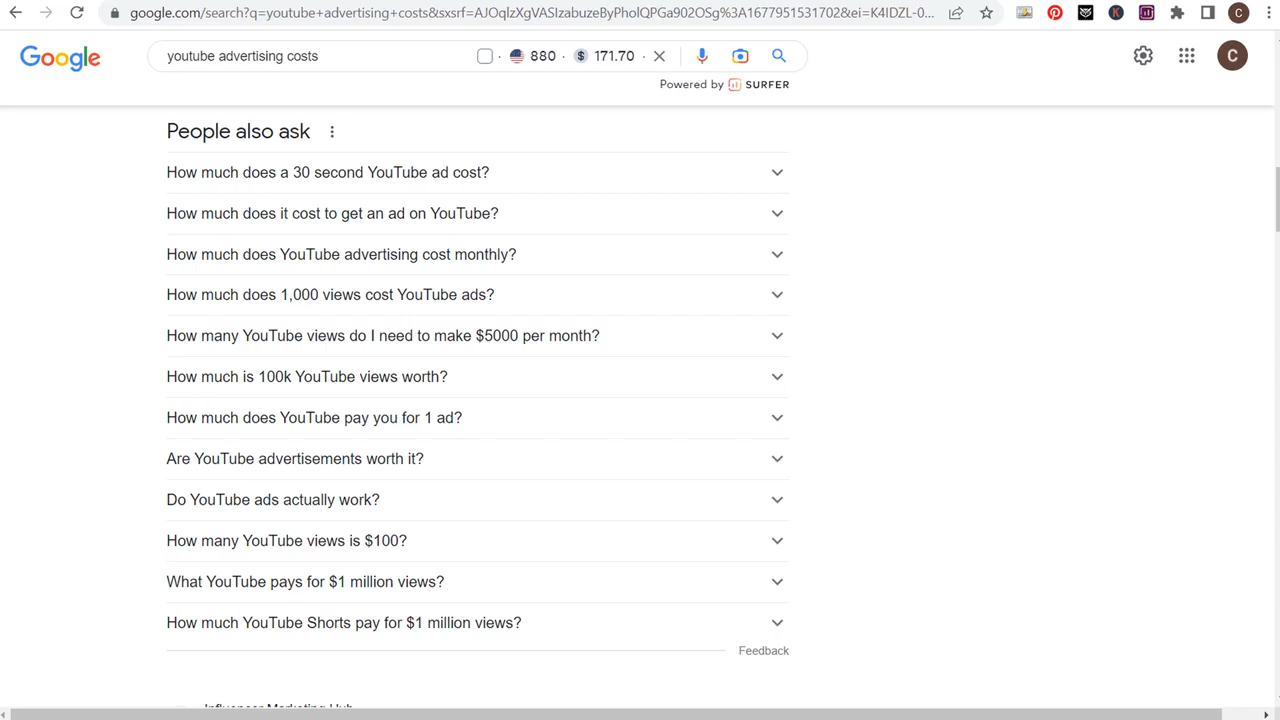 google.com/search?q=youtube+advertising+costs&sxsrf=AJOqlzXgVASIzabuzeByPholQPGa902OSg%3A1677951531702&ei=K4IDZL-0...
C
Google
youtube advertising costs
880
171.70
C
Powered by SURFER
People also ask
How much does a 30 second YouTube ad cost?
How much does it cost to get an ad on YouTube?
How much does YouTube advertising cost monthly?
How much does 1,000 views cost YouTube ads?
How many YouTube views do I need to make $5000 per month?
How much is 100k YouTube views worth?
How much does YouTube pay you for 1 ad?
Are YouTube advertisements worth it?
Do YouTube ads actually work?
How many YouTube views is $100?
What YouTube pays for $1 million views?
How much YouTube Shorts pay for $1 million views?
Feedback
Influencer Marketing Hub